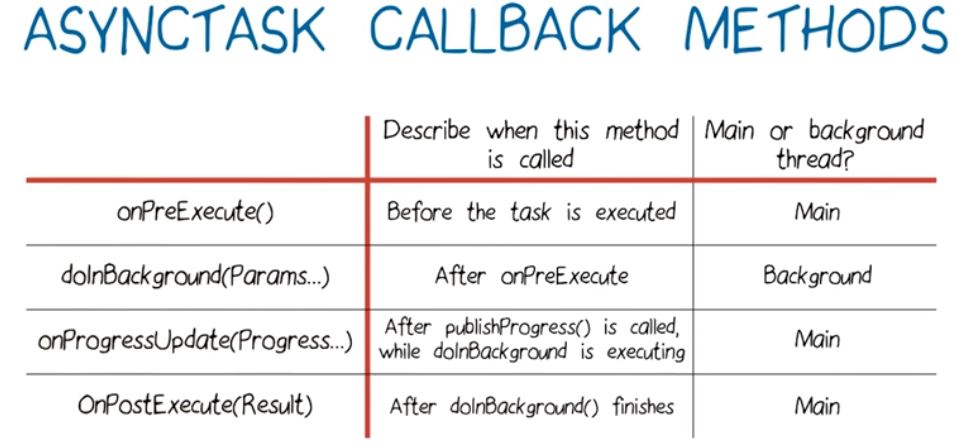 ASYNCTASK CALLBACK METHODS
Describe when this method
is called
Main or background
thread?
onPreExecute()
Before the task is executed
Main
doInBackground(Params...)
After onPreExecute
Background
onProgressUpdate(Progress...)
After publishProgress() is called,
while doInBackground is executing
Main
OnPostExecute(Result)
After doInBackground() finishes
Main